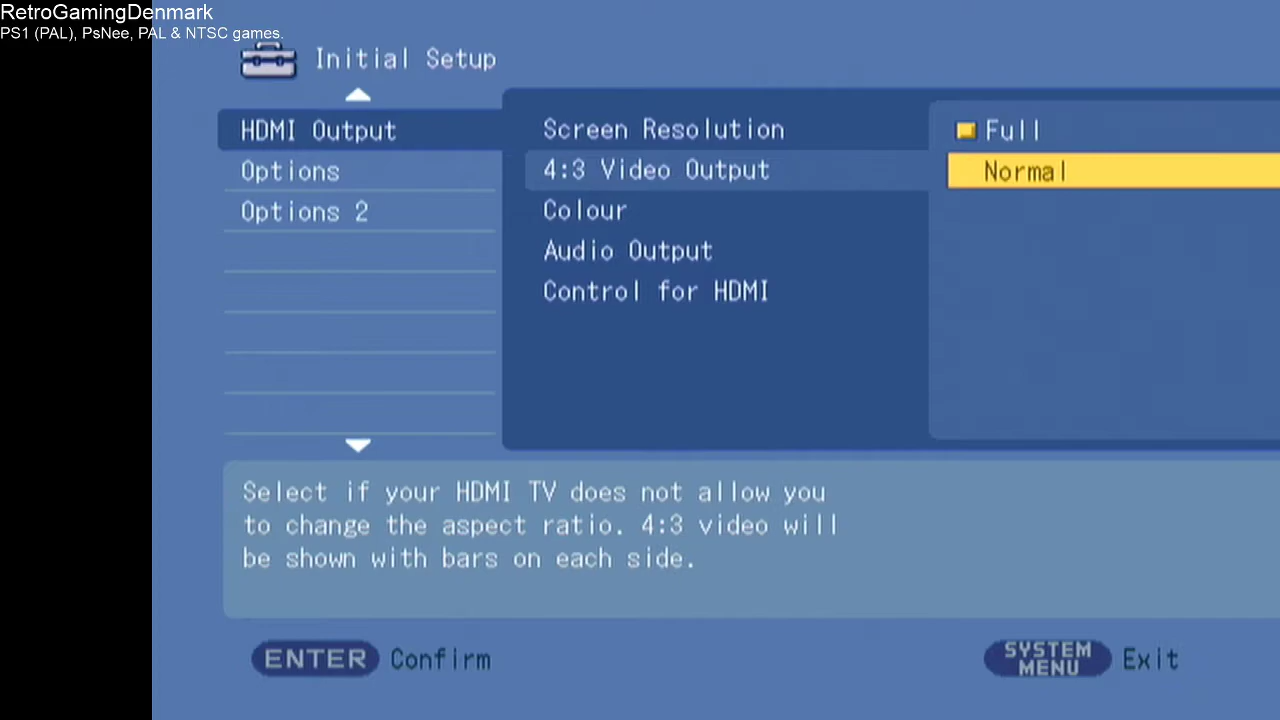 RetroGamingDenmark
PS1 (PAL), PsNee, PAL & NTSC games.
Initial Setup
HDMI Output
Options
Options 2
Screen Resolution
4:3 Video Output
Colour
Audio Output
Control for HDMI
Full
Normal
Select if your HDMI TV does not allow you
to change the aspect ratio. 4:3 video will
be shown with bars on each side.
ENTER Confirm
SYSTEM
MENU Exit